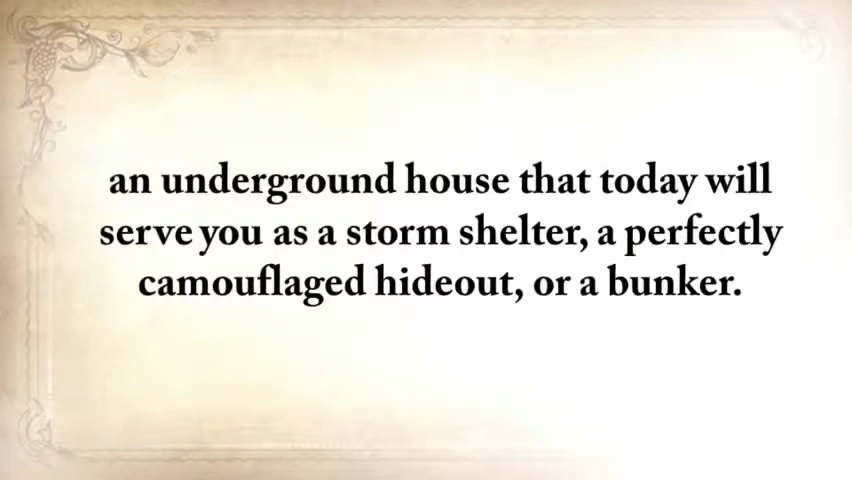 an underground house that today will
serve you as a storm shelter, a perfectly
camouflaged hideout, or a bunker.